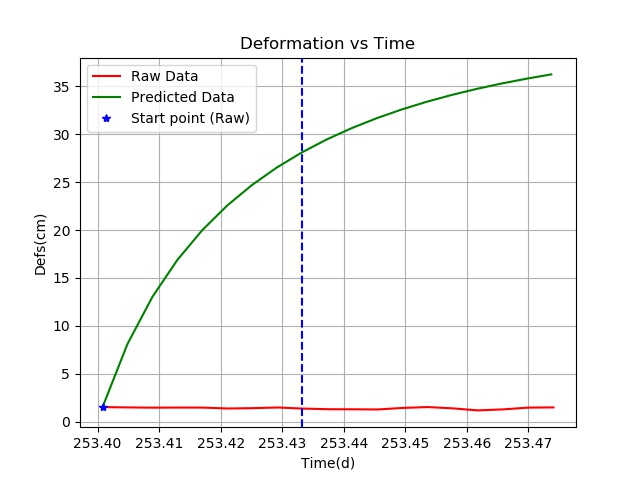 Deformation vs Time
Raw Data
Predicted Data
Start point (Raw)
35
30
25
20
15
10
5
0
Defs(cm)
253.40 253.41 253.42 253.43 253.44 253.45 253.46 253.47
Time(d)